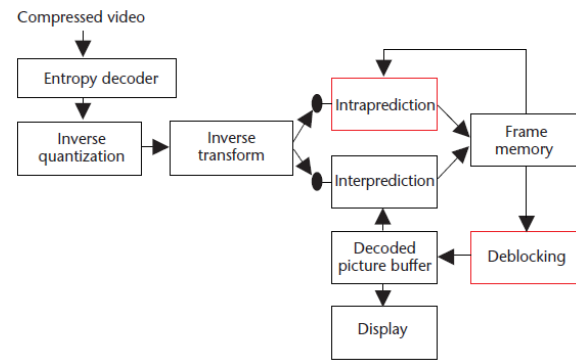 Compressed video
Entropy decoder
Inverse
quantization
Inverse
transform
Intraprediction
Interprediction
Frame
memory
Decoded
picture buffer
Deblocking
Display